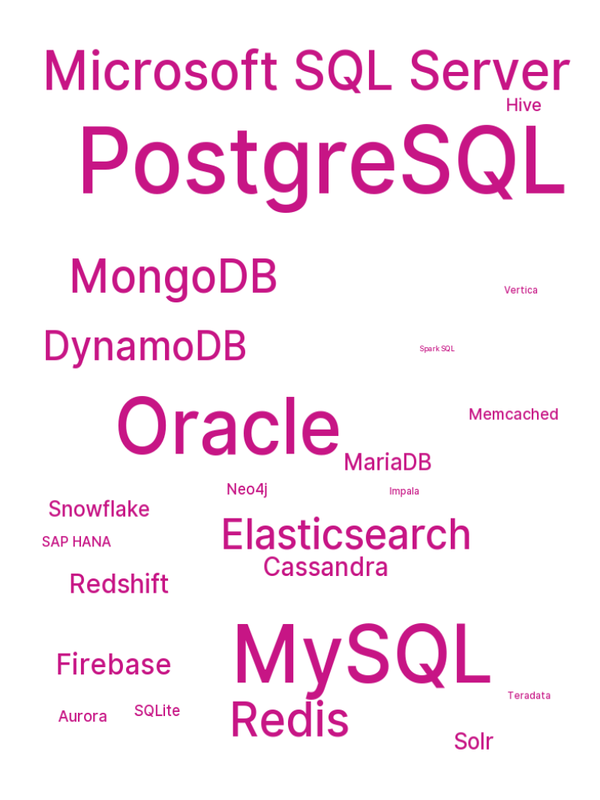 Microsoft SQL Server
Hive
PostgreSQL
MongoDB
Vertica
DynamoDB
Spark SQL
Oracle
Memcached
MariaDB
Neo4j
Impala
Snowflake
Elasticsearch
SAP HANA
Cassandra
Redshift
MySQL
Firebase
Teradata
Aurora
SQLite
Redis
Solr